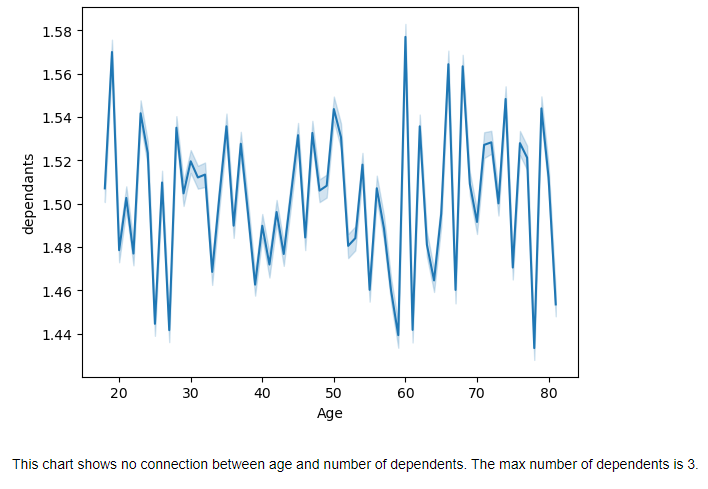 1.58
1.56
1.54
1.52
1.50
1.48
1.46
1.44
dependants
20 30 40 50 60 70 80
Age
This chart shows no connection between age and number of dependents. The max number of dependents is 3.